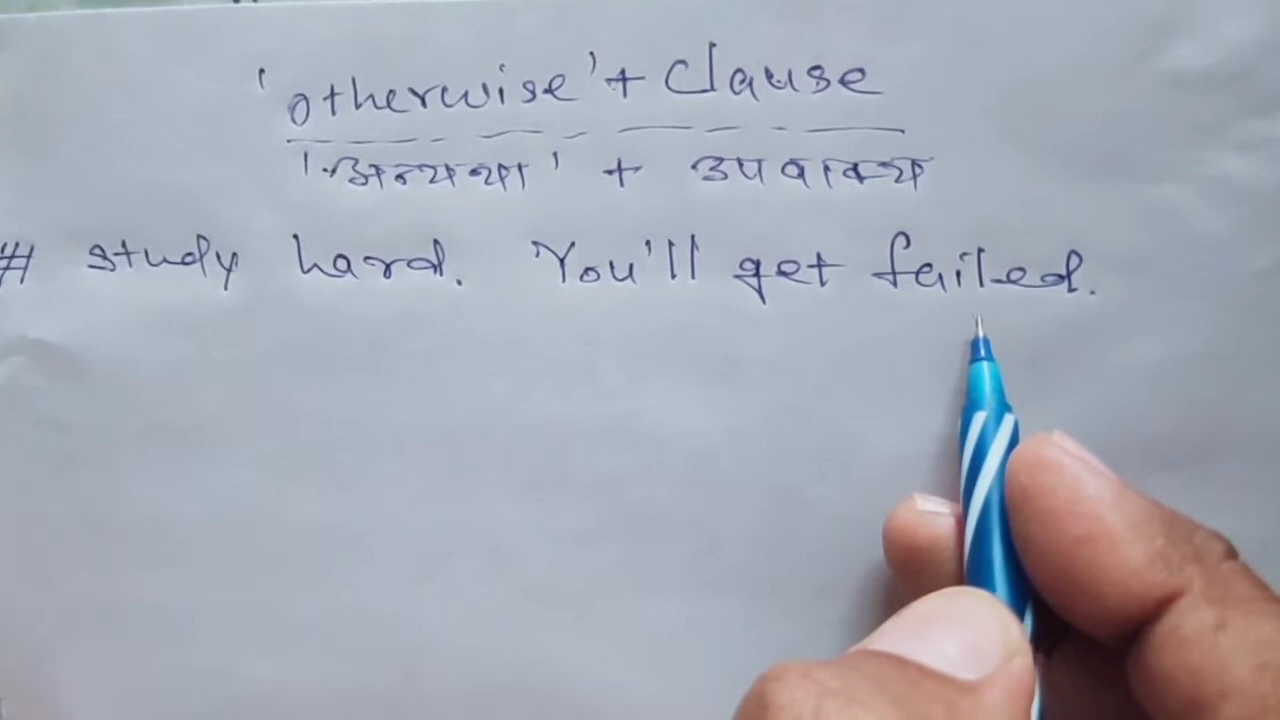 'otherwise' + Clause
'अन्यथा' + उपवाक्य
# study hard. You'll get failed.